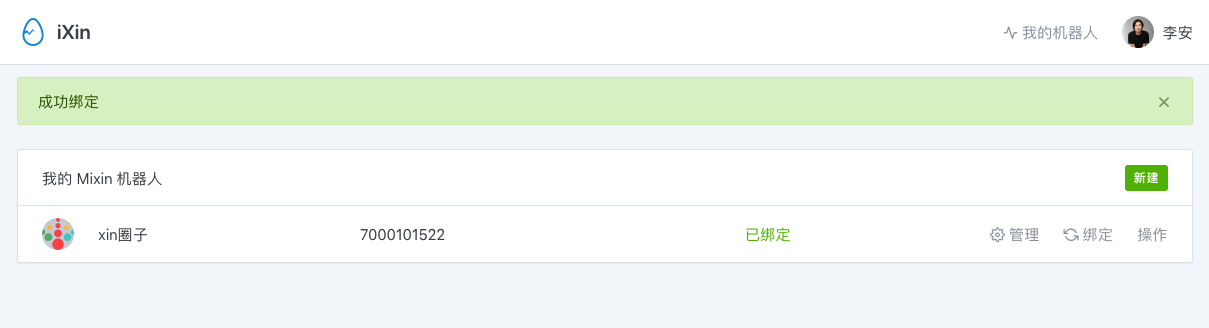 iXin 我的机器人 李安
成功绑定
我的 Mixin 机器人 新建
xin圈子 7000101522 已绑定 管理 绑定 操作